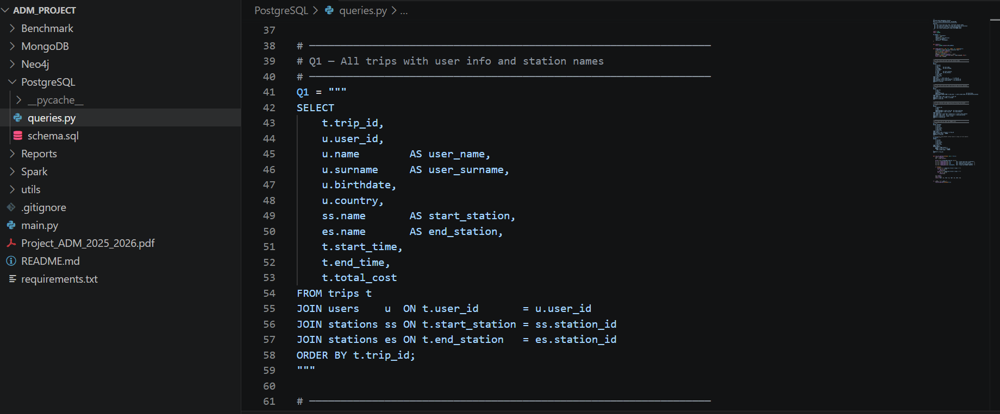 ADM_PROJECT
Benchmark
MongoDB
Neo4j
PostgreSQL
__pycache__
queries.py
schema.sql
Reports
Spark
utils
.gitignore
main.py
Project_ADM_2025_2026.pdf
README.md
requirements.txt
PostgreSQL > queries.py > ...
37
38 # ────────────────────────────────────────────────────────────────
39 # Q1 — All trips with user info and station names
40 # ────────────────────────────────────────────────────────────────
41 Q1 = """
42 SELECT
43     t.trip_id,
44     u.user_id,
45     u.name        AS user_name,
46     u.surname     AS user_surname,
47     u.birthdate,
48     u.country,
49     ss.name       AS start_station,
50     es.name       AS end_station,
51     t.start_time,
52     t.end_time,
53     t.total_cost
54 FROM trips t
55 JOIN users    u  ON t.user_id       = u.user_id
56 JOIN stations ss ON t.start_station = ss.station_id
57 JOIN stations es ON t.end_station   = es.station_id
58 ORDER BY t.trip_id;
59 """
60
61 # ────────────────────────────────────────────────────────────────